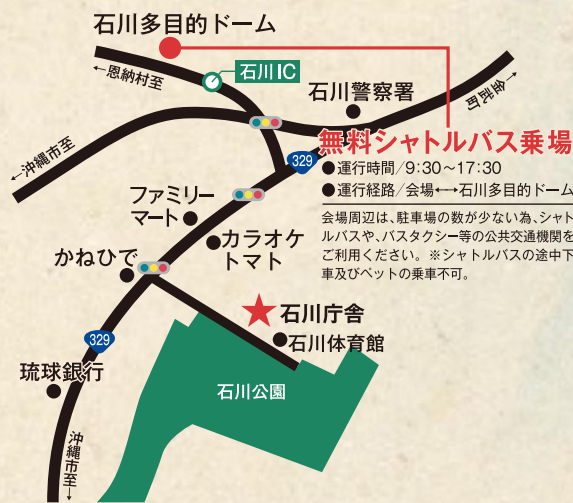 石川多目的ドーム
←恩納村至
石川IC
石川警察署
金武町→
←沖縄市至
無料シャトルバス乗場
329
●運行時間/9:30〜17:30
●運行経路/会場⟷石川多目的ドーム
会場周辺は、駐車場の数が少ない為、シャト
ルバスや、バスタクシー等の公共交通機関を
ご利用ください。※シャトルバスの途中下
車及びペットの乗車不可。
ファミリー
マート
カラオケ
トマト
かねひで
石川庁舎
石川体育館
329
琉球銀行
石川公園
沖縄市至→